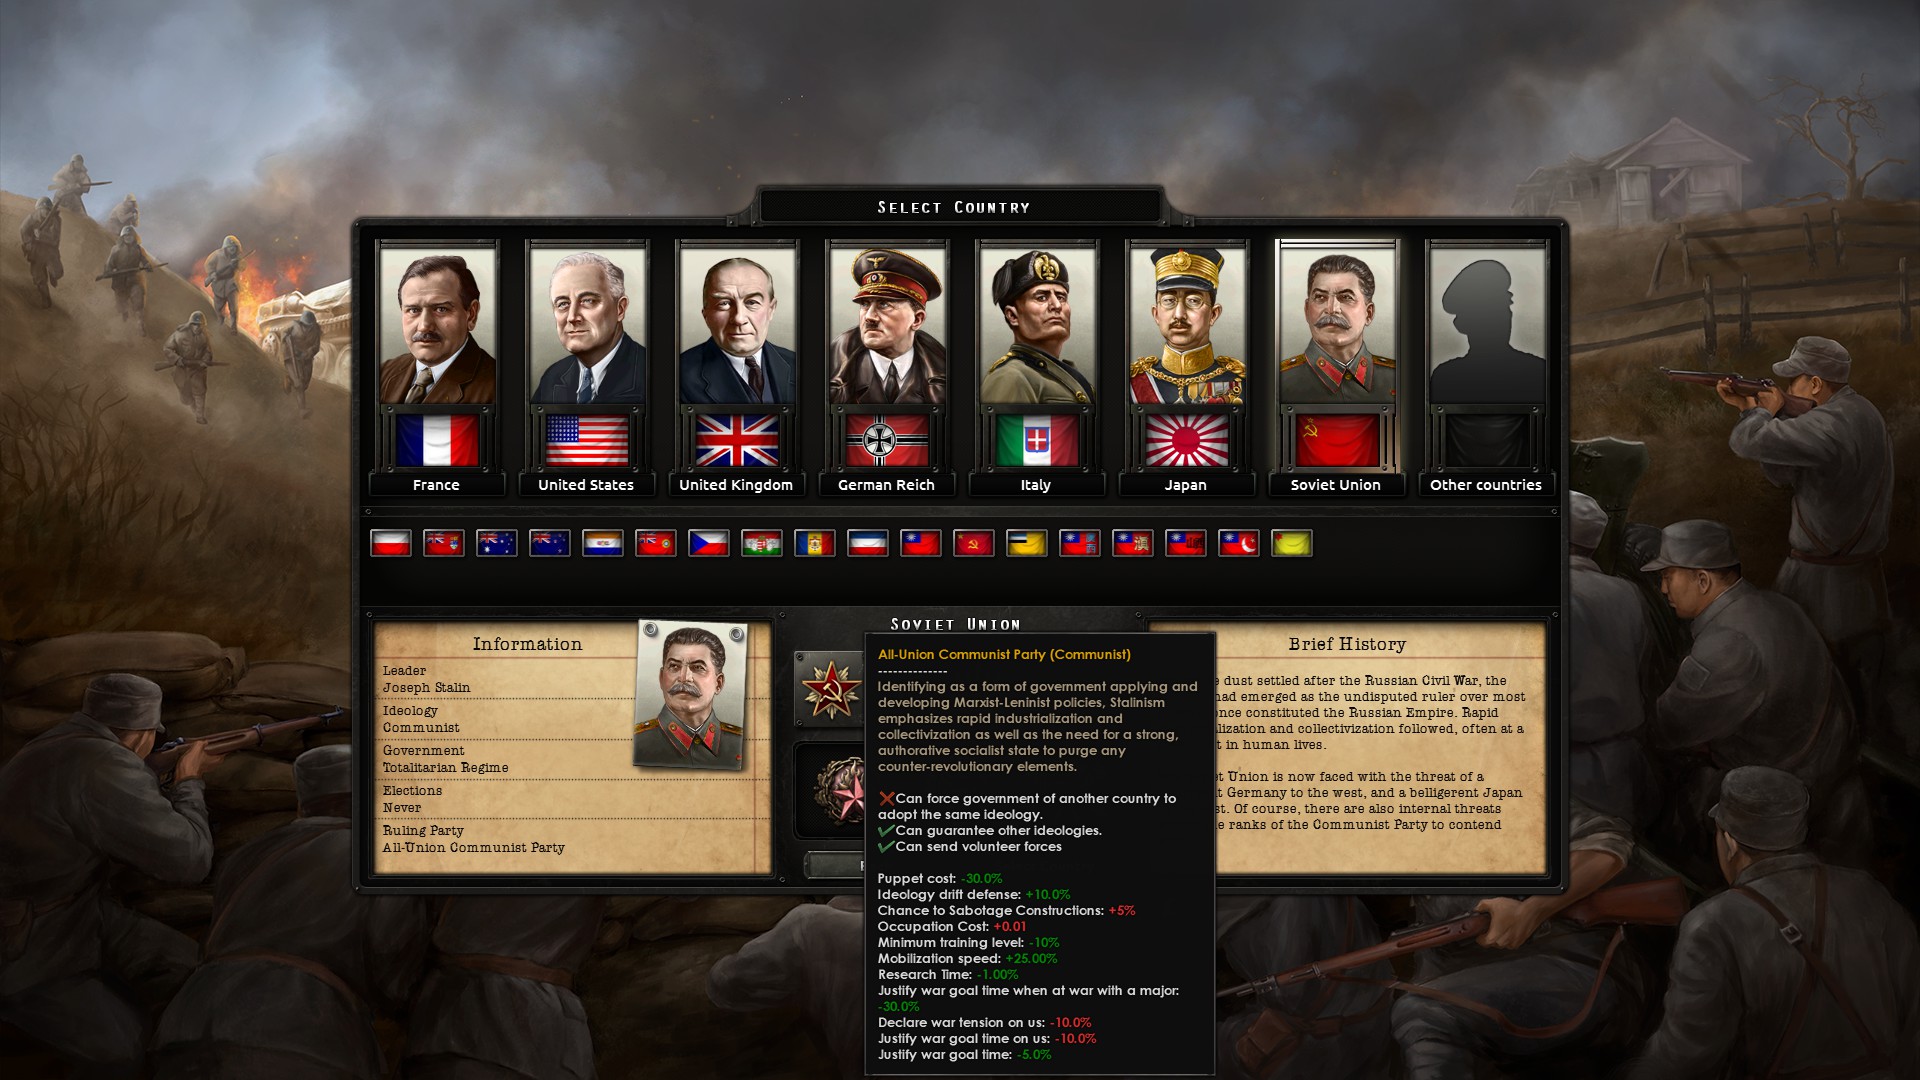 Select Country
France
United States
United Kingdom
German Reich
Italy
Japan
Soviet Union
Other countries
Soviet Union
Information
Leader
Joseph Stalin
Ideology
Communist
Government
Totalitarian Regime
Elections
Never
Ruling Party
All-Union Communist Party
All-Union Communist Party (Communist)
--------------
Identifying as a form of government applying and
developing Marxist-Leninist policies, Stalinism
emphasizes rapid industrialization and
collectivization as well as the need for a strong,
authorative socialist state to purge any
counter-revolutionary elements.
Can force government of another country to
adopt the same ideology.
Can guarantee other ideologies.
Can send volunteer forces
Puppet cost: -30.0%
Ideology drift defense: +10.0%
Chance to Sabotage Constructions: +5%
Occupation Cost: +0.01
Minimum training level: -10%
Mobilization speed: +25.00%
Research Time: -1.00%
Justify war goal time when at war with a major:
-30.0%
Declare war tension on us: -10.0%
Justify war goal time on us: -10.0%
Justify war goal time: -5.0%
Brief History
dust settled after the Russian Civil War, the
had emerged as the undisputed ruler over most
once constituted the Russian Empire. Rapid
and collectivization followed, often at a
in human lives.
Union is now faced with the threat of a
Germany to the west, and a belligerent Japan
Of course, there are also internal threats
ranks of the Communist Party to contend